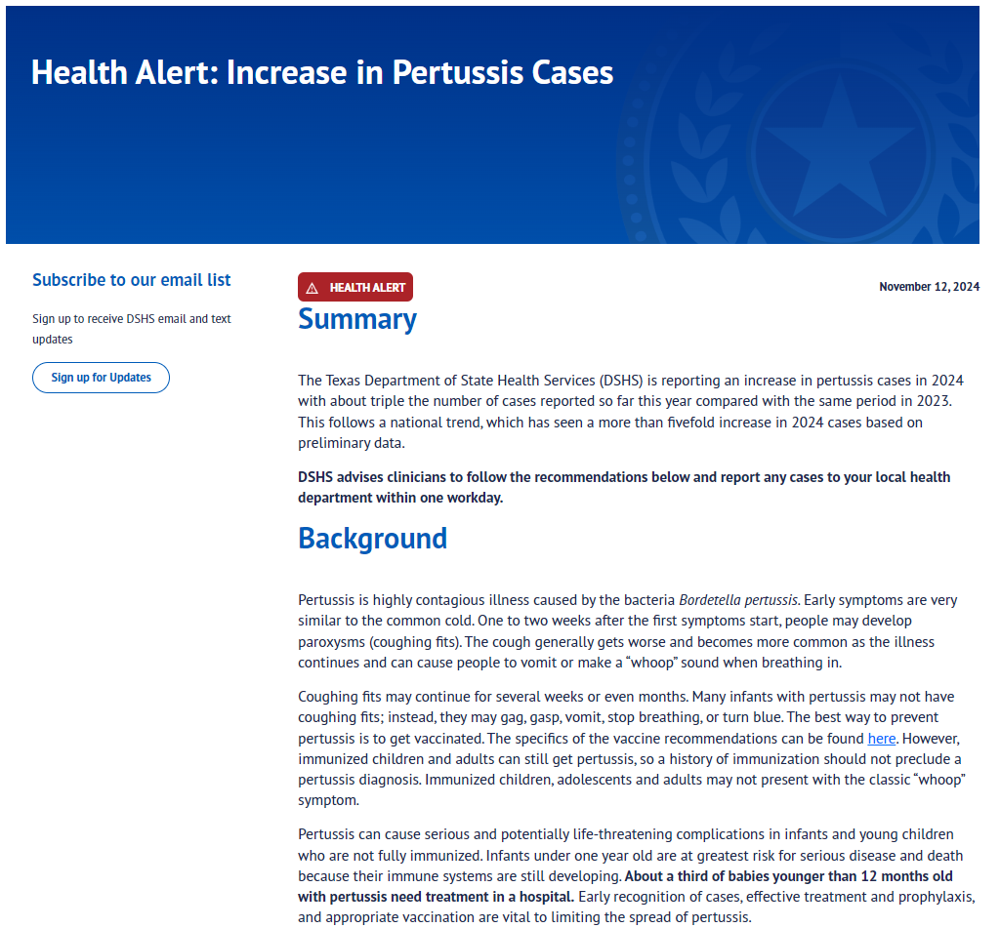 Health Alert: Increase in Pertussis Cases
Subscribe to our email list
Sign up to receive DSHS email and text
updates
Sign up for Updates
HEALTH ALERT
November 12, 2024
Summary
The Texas Department of State Health Services (DSHS) is reporting an increase in pertussis cases in 2024
with about triple the number of cases reported so far this year compared with the same period in 2023.
This follows a national trend, which has seen a more than fivefold increase in 2024 cases based on
preliminary data.
DSHS advises clinicians to follow the recommendations below and report any cases to your local health
department within one workday.
Background
Pertussis is highly contagious illness caused by the bacteria Bordetella pertussis. Early symptoms are very
similar to the common cold. One to two weeks after the first symptoms start, people may develop
paroxysms (coughing fits). The cough generally gets worse and becomes more common as the illness
continues and can cause people to vomit or make a “whoop” sound when breathing in.
Coughing fits may continue for several weeks or even months. Many infants with pertussis may not have
coughing fits; instead, they may gag, gasp, vomit, stop breathing, or turn blue. The best way to prevent
pertussis is to get vaccinated. The specifics of the vaccine recommendations can be found here. However,
immunized children and adults can still get pertussis, so a history of immunization should not preclude a
pertussis diagnosis. Immunized children, adolescents and adults may not present with the classic “whoop”
symptom.
Pertussis can cause serious and potentially life-threatening complications in infants and young children
who are not fully immunized. Infants under one year old are at greatest risk for serious disease and death
because their immune systems are still developing. About a third of babies younger than 12 months old
with pertussis need treatment in a hospital. Early recognition of cases, effective treatment and prophylaxis,
and appropriate vaccination are vital to limiting the spread of pertussis.